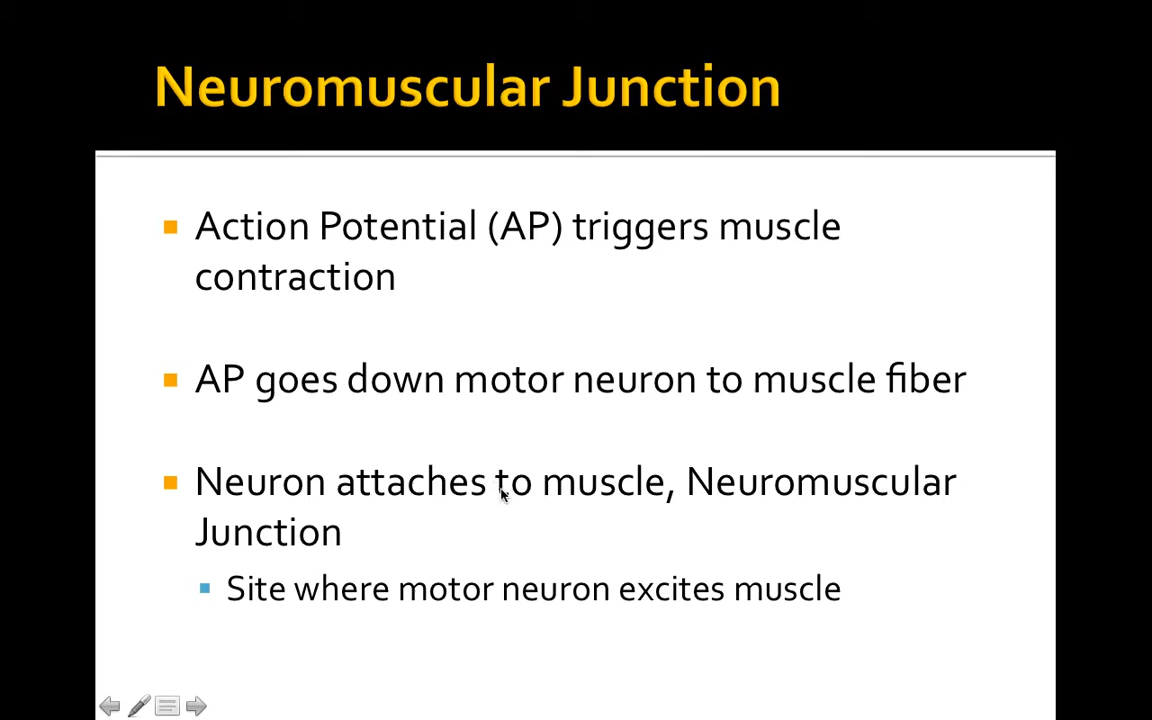 Neuromuscular Junction
Action Potential (AP) triggers muscle
contraction
AP goes down motor neuron to muscle fiber
Neuron attaches to muscle, Neuromuscular
Junction
Site where motor neuron excites muscle